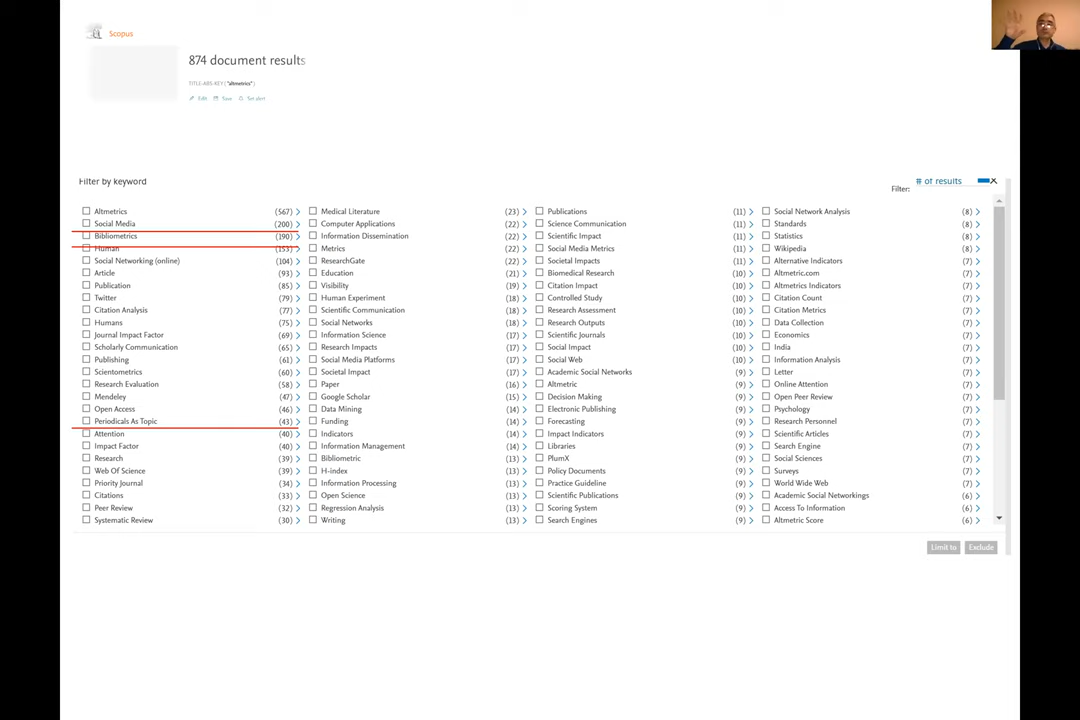 Scopus
874 document results
TITLE-ABS-KEY ( "altmetrics" )
Edit Save Set alert
Filter by keyword
# of results
X
Filter:
Altmetrics (567)
Social Media (200)
Bibliometrics (190)
Human (153)
Social Networking (online) (104)
Article (93)
Publication (85)
Twitter (79)
Citation Analysis (77)
Humans (75)
Journal Impact Factor (69)
Scholarly Communication (65)
Publishing (61)
Scientometrics (60)
Research Evaluation (58)
Mendeley (47)
Open Access (46)
Periodicals As Topic (43)
Attention (40)
Impact Factor (40)
Research (39)
Web Of Science (39)
Priority Journal (34)
Citations (33)
Peer Review (32)
Systematic Review (30)
Medical Literature (23)
Computer Applications (22)
Information Dissemination (22)
Metrics (22)
ResearchGate (22)
Education (21)
Visibility (19)
Human Experiment (18)
Scientific Communication (18)
Social Networks (18)
Information Science (17)
Research Impacts (17)
Social Media Platforms (17)
Societal Impact (17)
Paper (16)
Google Scholar (15)
Data Mining (14)
Funding (14)
Indicators (14)
Information Management (14)
Bibliometric (13)
H-index (13)
Information Processing (13)
Open Science (13)
Regression Analysis (13)
Writing (13)
Publications (11)
Science Communication (11)
Scientific Impact (11)
Social Media Metrics (11)
Societal Impacts (11)
Biomedical Research (10)
Citation Impact (10)
Controlled Study (10)
Research Assessment (10)
Research Outputs (10)
Scientific Journals (10)
Social Impact (10)
Social Web (10)
Academic Social Networks (9)
Altmetric (9)
Decision Making (9)
Electronic Publishing (9)
Forecasting (9)
Impact Indicators (9)
Libraries (9)
PlumX (9)
Policy Documents (9)
Practice Guideline (9)
Scientific Publications (9)
Scoring System (9)
Search Engines (9)
Social Network Analysis (8)
Standards (8)
Statistics (8)
Wikipedia (8)
Alternative Indicators (7)
Altmetric.com (7)
Altmetrics Indicators (7)
Citation Count (7)
Citation Metrics (7)
Data Collection (7)
Economics (7)
India (7)
Information Analysis (7)
Letter (7)
Online Attention (7)
Open Peer Review (7)
Psychology (7)
Research Personnel (7)
Scientific Articles (7)
Search Engine (7)
Social Sciences (7)
Surveys (7)
World Wide Web (7)
Academic Social Networkings (6)
Access To Information (6)
Altmetric Score (6)
Limit to Exclude